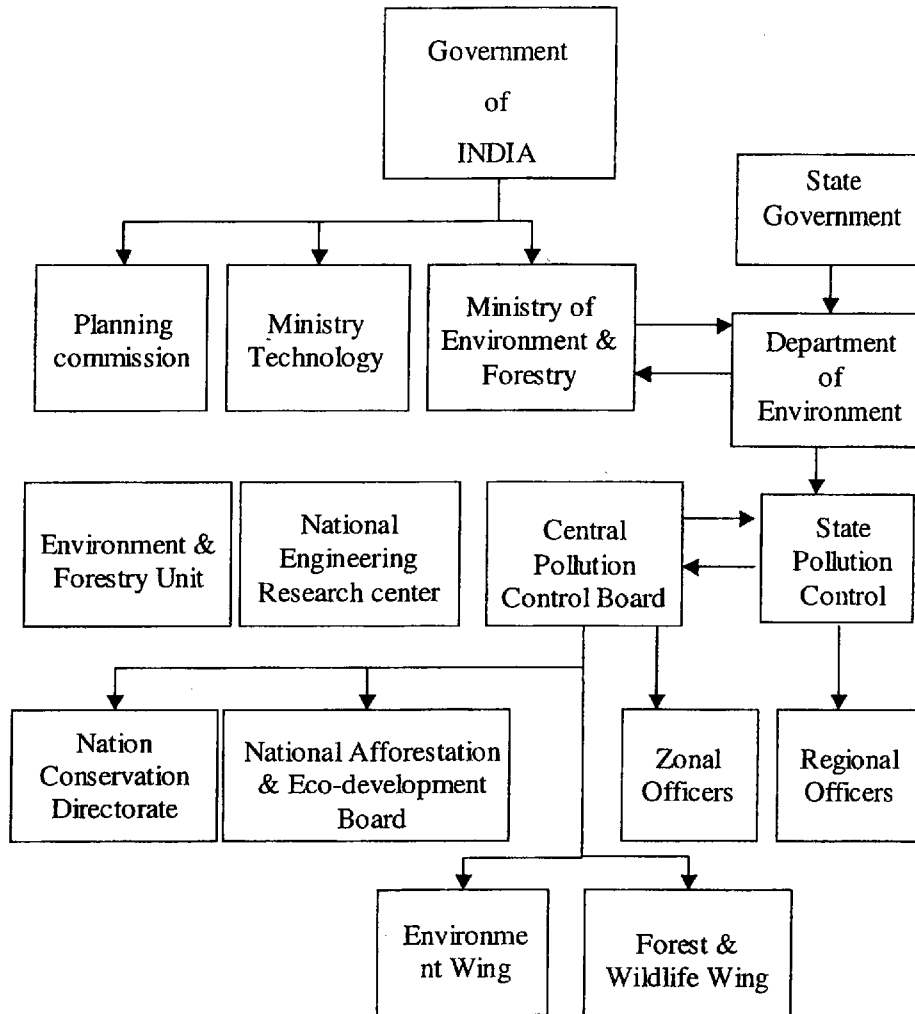 Government
of
INDIA
State
Government
Planning
commission
Ministry
Technology
Ministry of
Environment &
Forestry
Department
of
Environment
Environment &
Forestry Unit
National
Engineering
Research center
Central
Pollution
Control Board
State
Pollution
Control
Nation
Conservation
Directorate
National Afforestation
& Eco-development
Board
Zonal
Officers
Regional
Officers
Environme
nt Wing
Forest &
Wildlife Wing